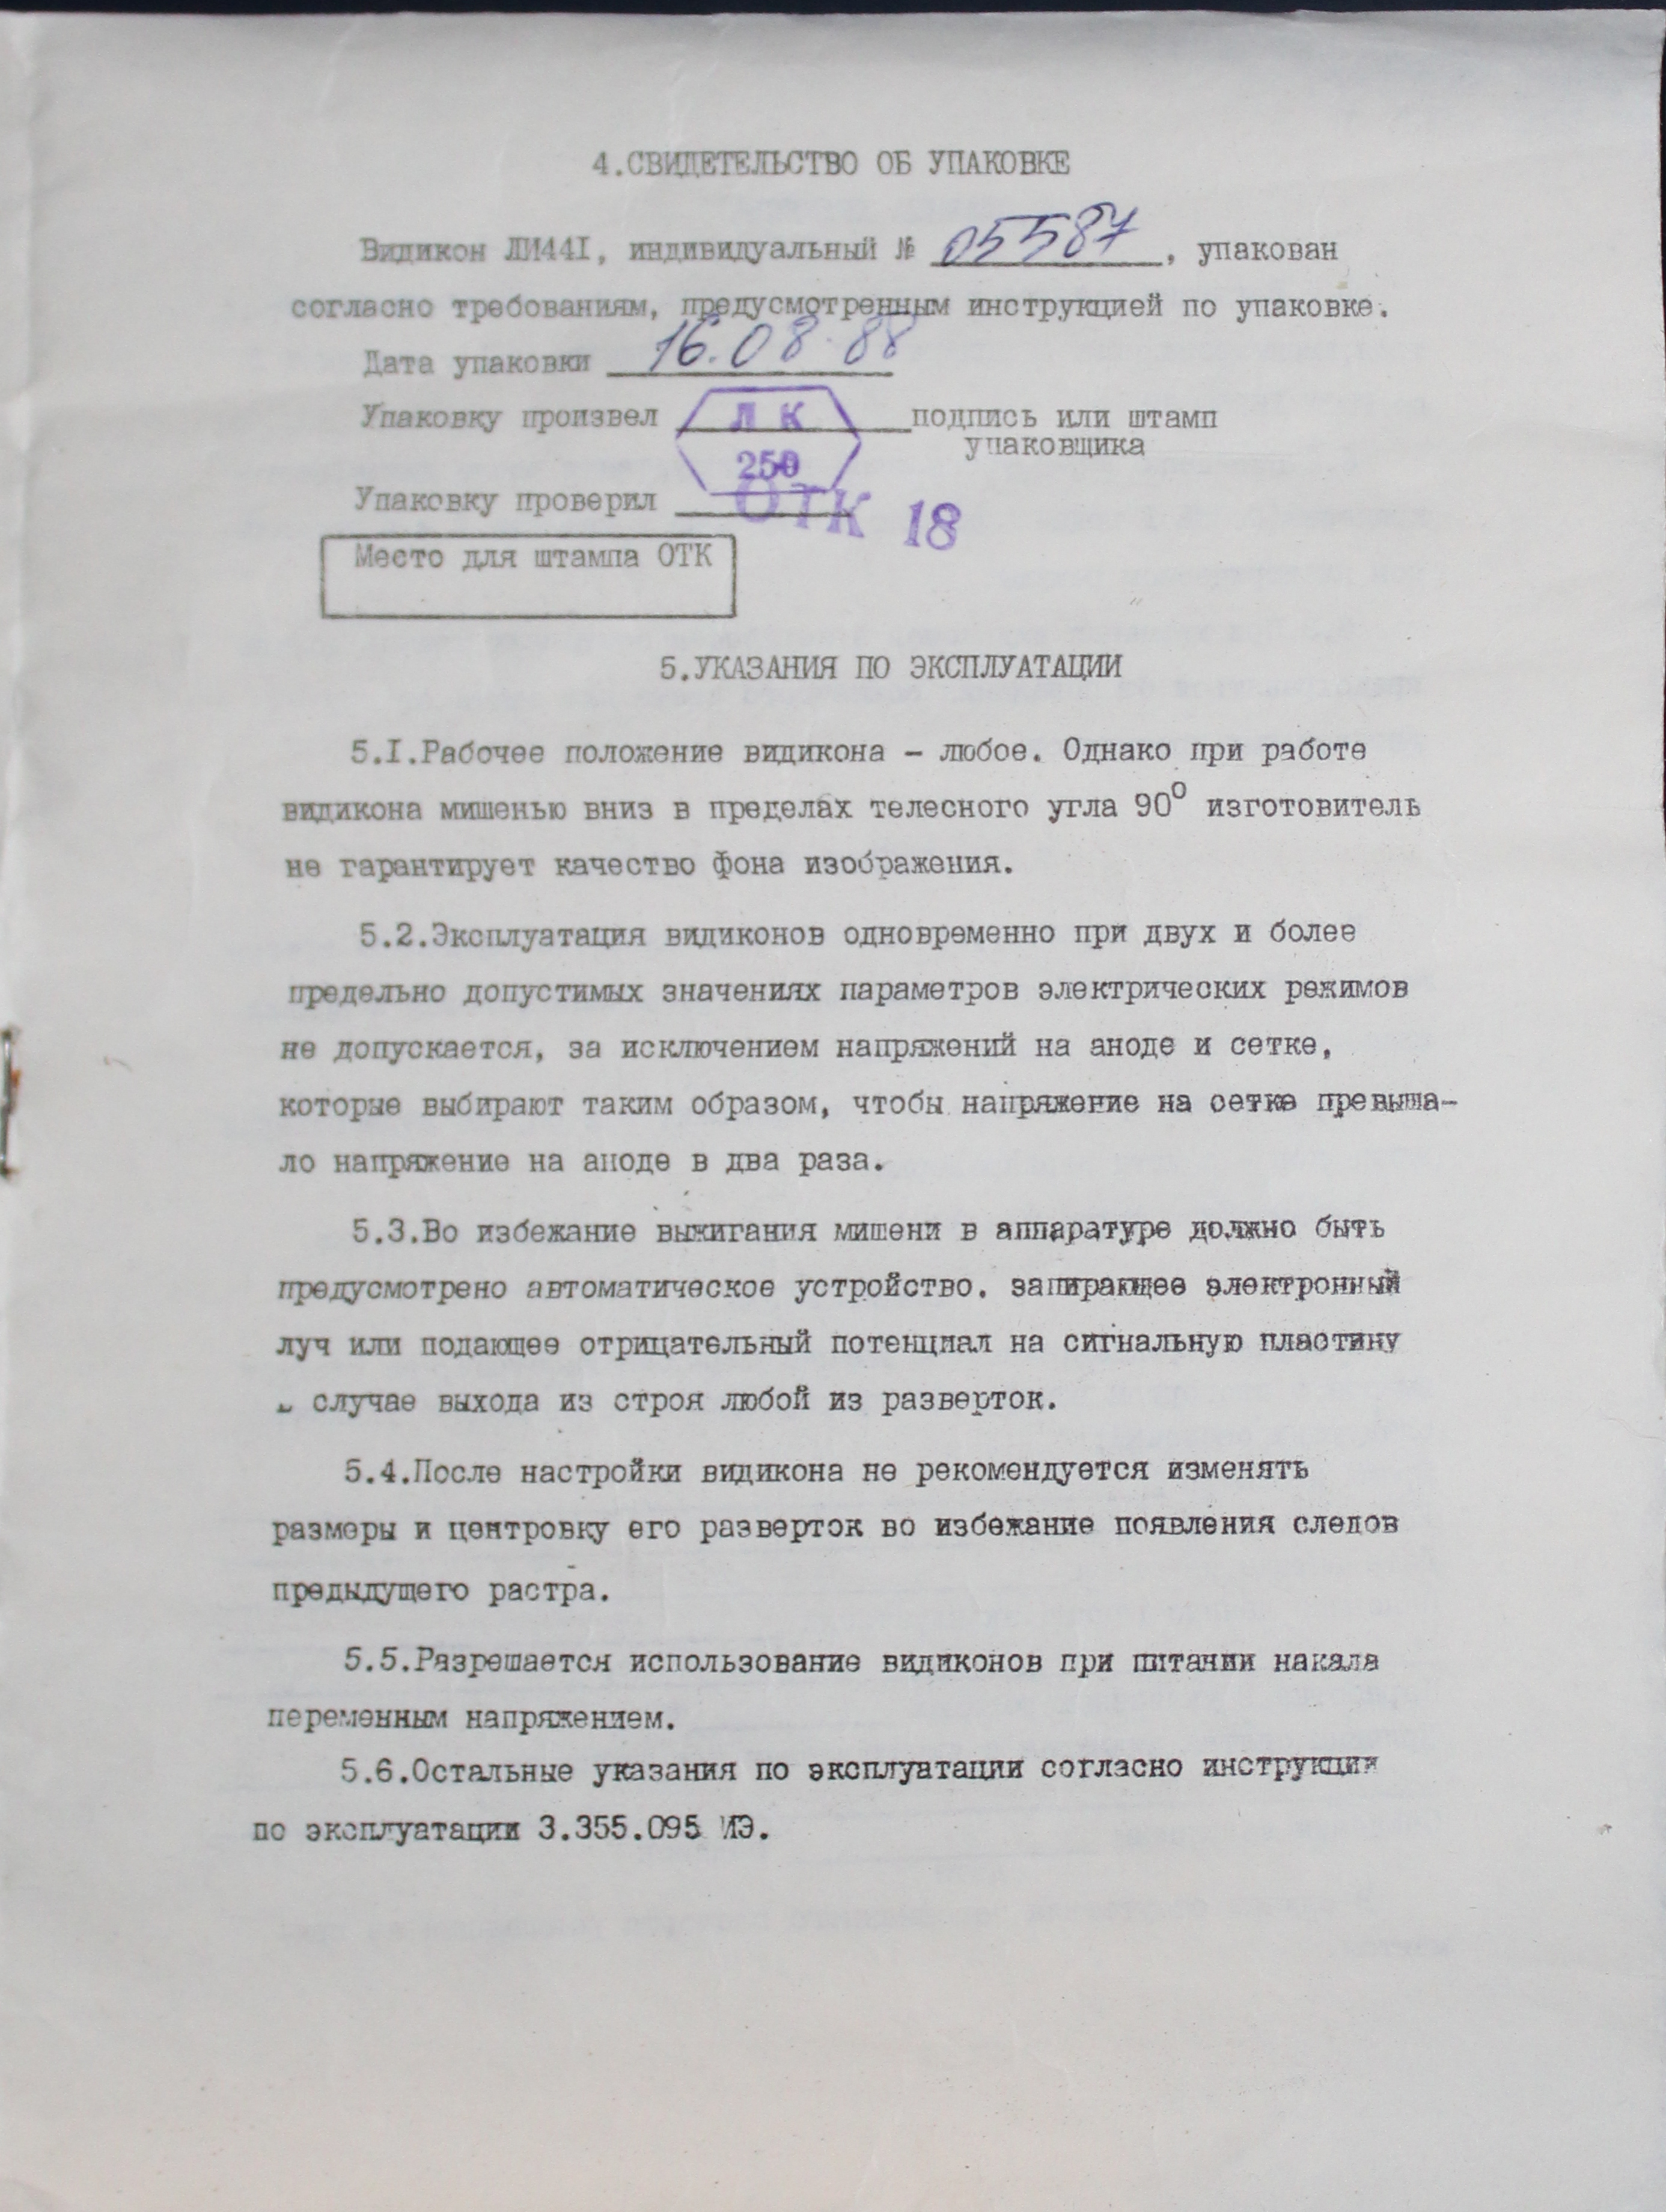 4.СВИДЕТЕЛЬСТВО ОБ УПАКОВКЕ
Видикон ЛИ441, индивидуальный № 05587, упакован
согласно требованиям, предусмотренным инструкцией по упаковке.
Дата упаковки 16.08.88
Упаковку произвел ЛК подпись или штамп
упаковщика
250
Упаковку проверил ОТК 18
Место для штампа ОТК
5.УКАЗАНИЯ ПО ЭКСПЛУАТАЦИИ
5.1.Рабочее положение видикона – любое. Однако при работе
видикона мишенью вниз в пределах телесного угла 90° изготовитель
не гарантирует качество фона изображения.
5.2.Эксплуатация видиконов одновременно при двух и более
предельно допустимых значениях параметров электрических режимов
не допускается, за исключением напряжений на аноде и сетке,
которые выбирают таким образом, чтобы напряжение на сетке превыша-
ло напряжение на аноде в два раза.
5.3.Во избежание выжигания мишени в аппаратуре должно быть
предусмотрено автоматическое устройство. запирающее электронный
луч или подающее отрицательный потенциал на сигнальную пластину
случае выхода из строя любой из разверток.
5.4.После настройки видикона не рекомендуется изменять
размеры и центровку его разверток во избежание появления следов
предыдущего растра.
5.5.Разрешается использование видиконов при питании накала
переменным напряжением.
5.6.Остальные указания по эксплуатации согласно инструкции
по эксплуатации 3.355.095 ИЭ.